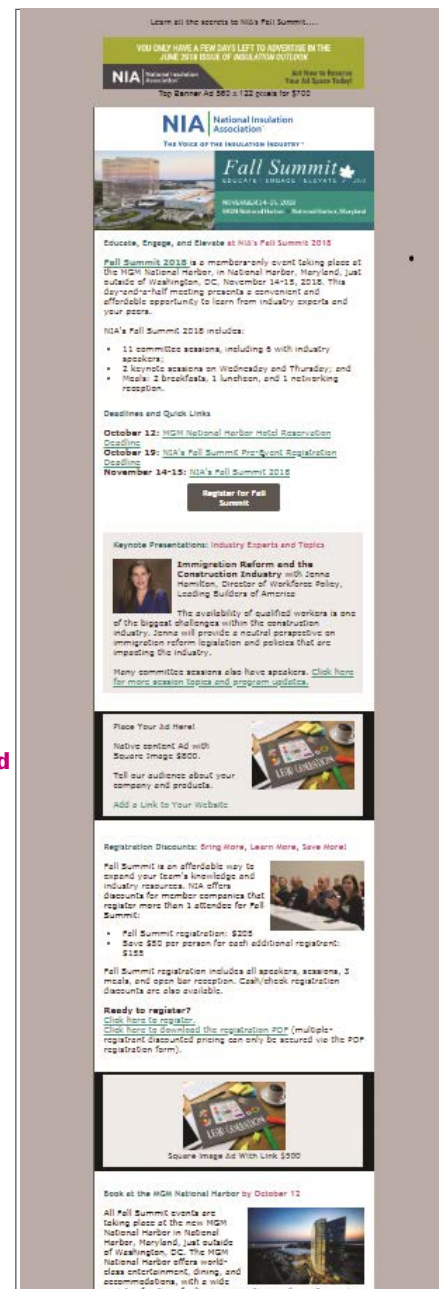 Learn all the secrets to NIA's Fall Summit....
YOU ONLY HAVE A FEW DAYS LEFT TO ADVERTISE IN THE
JUNE 2018 ISSUE OF INSULATION OUTLOOK
NIA National Insulation Association
Act Now to Reserve
Your Ad Space Today!
Top Banner Ad 560 x 122 pixels for $700
NIA National Insulation
Association
THE VOICE OF THE INSULATION INDUSTRY
Fall Summit
EDUCATE ENGAGE ELEVATE
NOVEMBER 14-15, 2018
MGM National Harbor National Harbor, Maryland
Educate, Engage, and Elevate at NIA's Fall Summit 2018
Fall Summit 2018 is a members-only event taking place at
the MGM National Harbor, in National Harbor, Maryland, just
outside of Washington, DC, November 14-15, 2018. This
day-and-a-half meeting presents a convenient and
affordable opportunity to learn from industry experts and
your peers.
NIA's Fall Summit 2018 includes:
• 11 committee sessions, including 6 with industry
speakers;
• 2 keynote sessions on Wednesday and Thursday; and
• Meals: 2 breakfasts, 1 luncheon, and 1 networking
reception.
Deadlines and Quick Links
October 12: MGM National Harbor Hotel Reservation
Deadline
October 19: NIA's Fall Summit Pre-Event Registration
Deadline
November 14-15: NIA's Fall Summit 2018
Register for Fall
Summit
Keynote Presentations: Industry Experts and Topics
Immigration Reform and the
Construction Industry with Jenna
Hamilton, Director of Workforce Policy,
Leading Builders of America
The availability of qualified workers is one
of the biggest challenges within the construction
industry. Jenna will provide a neutral perspective on
immigration reform legislation and policies that are
impacting the industry.
Many committee sessions also have speakers. Click here
for more session topics and program updates.
d
Place Your Ad Here!
Native content Ad with
Square Image $600.
Tell our audience about your
company and products.
Add a Link to Your Website
LEAD GENERATION
Registration Discounts: Bring More, Learn More, Save More!
Fall Summit is an affordable way to
expand your team's knowledge and
industry resources. NIA offers
discounts for member companies that
register more than 1 attendee for Fall
Summit:
• Fall Summit registration: $205
• Save $50 per person for each additional registrant:
$155
Fall Summit registration includes all speakers, sessions, 3
meals, and open bar reception. Cash/check registration
discounts are also available.
Ready to register?
Click here to register.
Click here to download the registration PDF (multiple-
registrant discounted pricing can only be secured via the PDF
registration form).
LEAD GENERATION
Square Image Ad With Link $500
Book at the MGM National Harbor by October 12
All Fall Summit events are
taking place at the new MGM
National Harbor in National
Harbor, Maryland, just outside
of Washington, DC. The MGM
National Harbor offers world-
class entertainment, dining, and
accommodations, with a wide